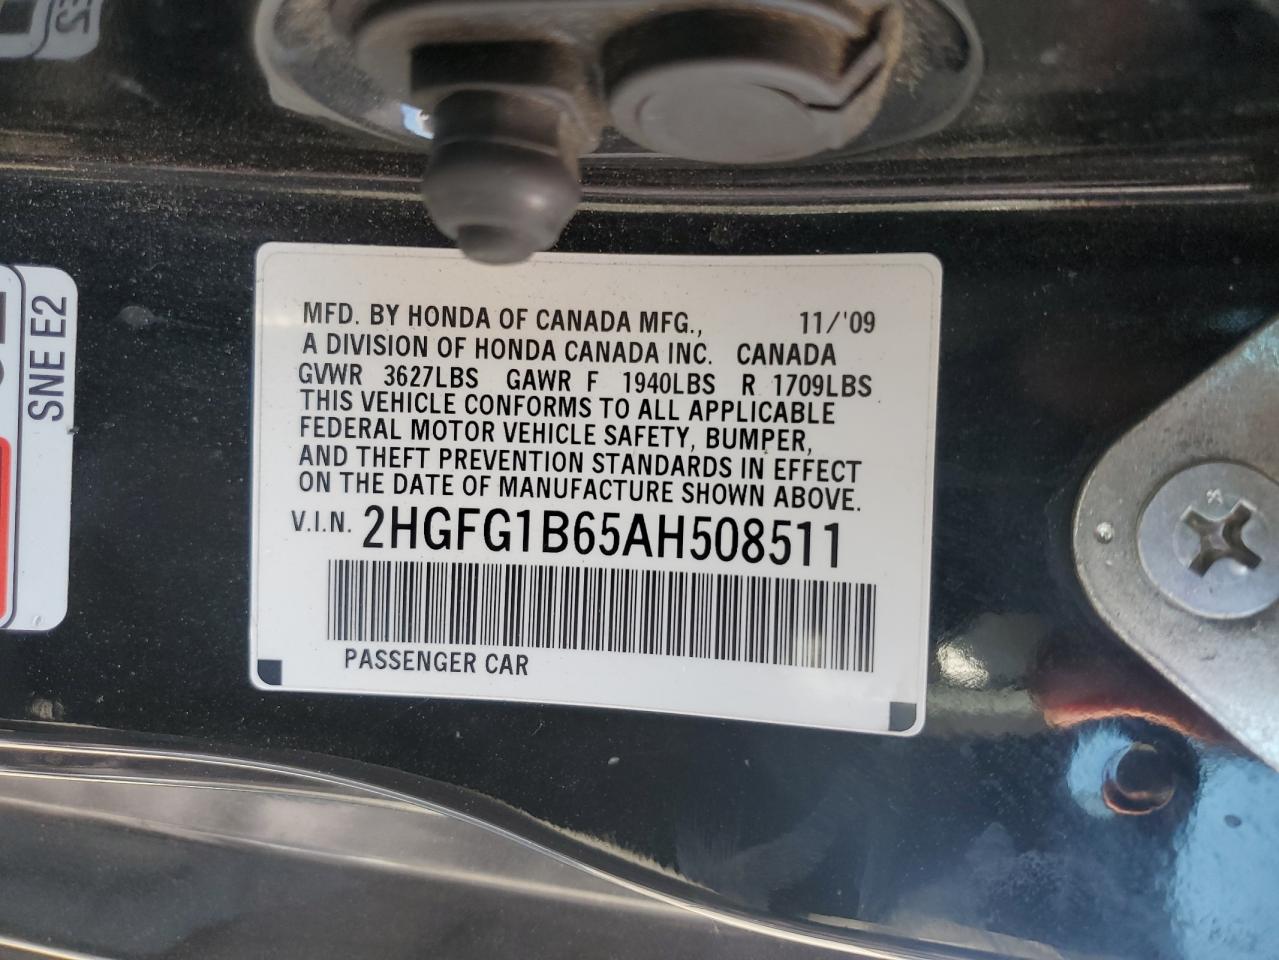 MFD. BY HONDA OF CANADA MFG., 11/'09
A DIVISION OF HONDA CANADA INC. CANADA
GVWR 3627LBS GAWR F 1940LBS R 1709LBS
THIS VEHICLE CONFORMS TO ALL APPLICABLE
FEDERAL MOTOR VEHICLE SAFETY, BUMPER,
AND THEFT PREVENTION STANDARDS IN EFFECT
ON THE DATE OF MANUFACTURE SHOWN ABOVE.
V.I.N. 2HGFG1B65AH508511
PASSENGER CAR
SNE E2